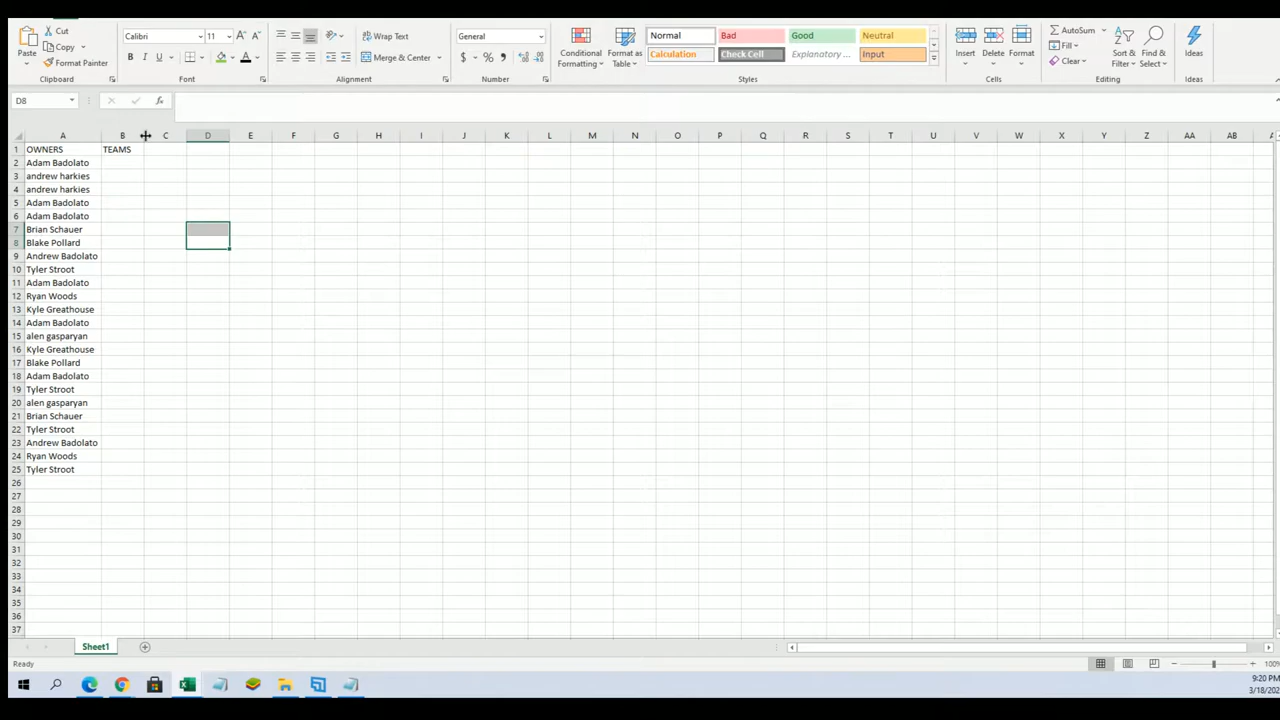 Cut
Copy
Paste
Format Painter
Clipboard
Calibri 11
B I U
Font
Wrap Text
Merge & Center
Alignment
General
$ %
Number
Conditional Formatting
Format as Table
Normal Bad Good Neutral
Calculation Check Cell Explanatory ... Input
Styles
Insert Delete Format
Cells
AutoSum
Fill
Clear
Sort & Filter
Find & Select
Editing
Ideas
Ideas
D8 fx
A B C D E F G H I J K L M N O P Q R S T U V W X Y Z AA AB
1 OWNERS TEAMS
2 Adam Badolato
3 andrew harkies
4 andrew harkies
5 Adam Badolato
6 Adam Badolato
7 Brian Schauer
8 Blake Pollard
9 Andrew Badolato
10 Tyler Stroot
11 Adam Badolato
12 Ryan Woods
13 Kyle Greathouse
14 Adam Badolato
15 alen gasparyan
16 Kyle Greathouse
17 Blake Pollard
18 Adam Badolato
19 Tyler Stroot
20 alen gasparyan
21 Brian Schauer
22 Tyler Stroot
23 Andrew Badolato
24 Ryan Woods
25 Tyler Stroot
26
27
28
29
30
31
32
33
34
35
36
37
Sheet1
Ready
100%
9:20 PM
3/18/202